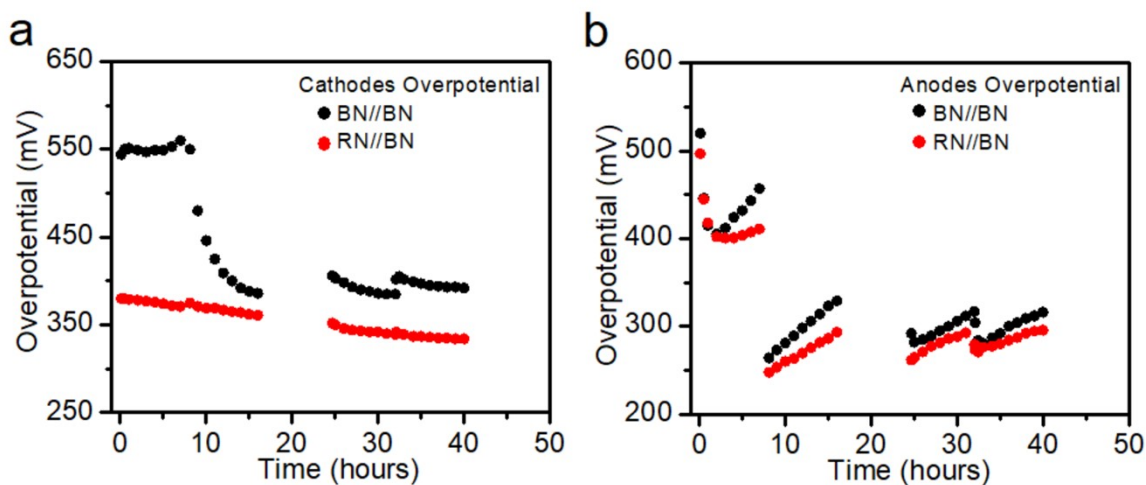 a
650
550
450
350
250
Overpotential (mV)
Cathodes Overpotential
BN//BN
RN//BN
0 10 20 30 40 50
Time (hours)
b
600
500
400
300
200
Overpotential (mV)
Anodes Overpotential
BN//BN
RN//BN
0 10 20 30 40 50
Time (hours)